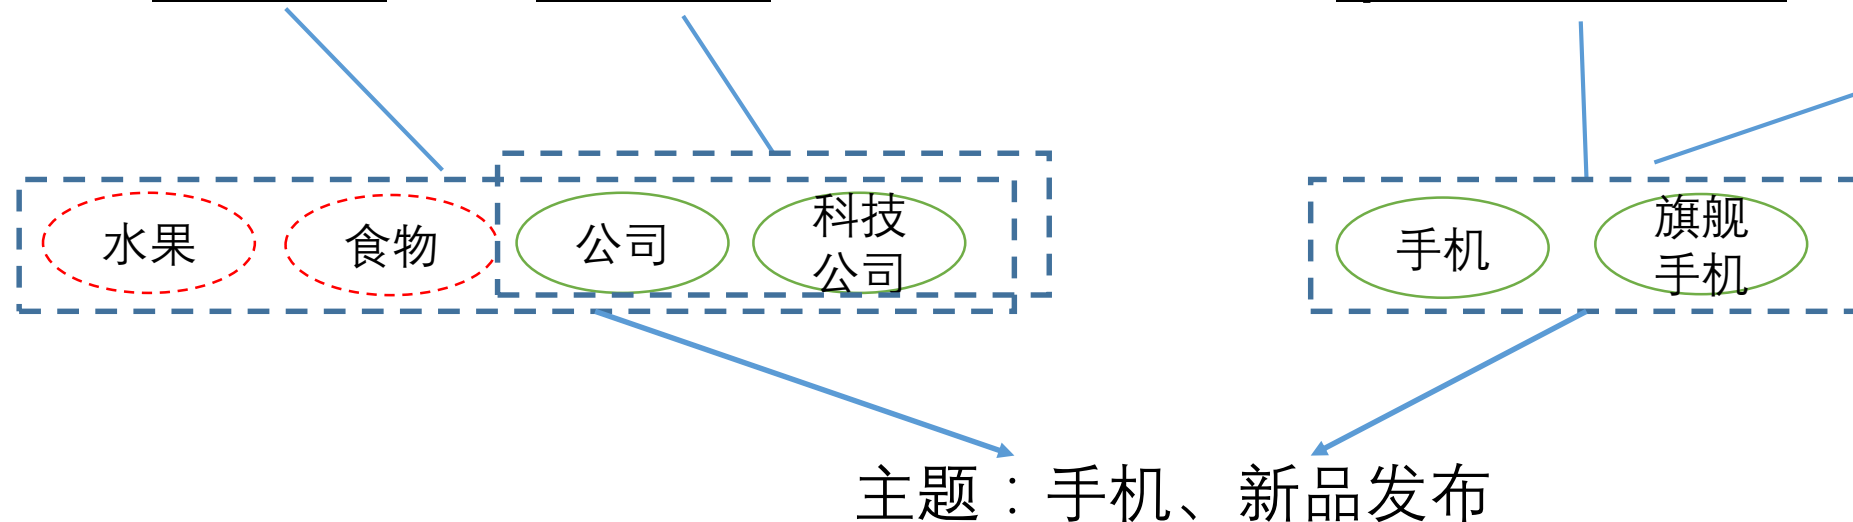 水果
食物
公司
科技
公司
手机
旗舰
手机
主题：手机、新品发布